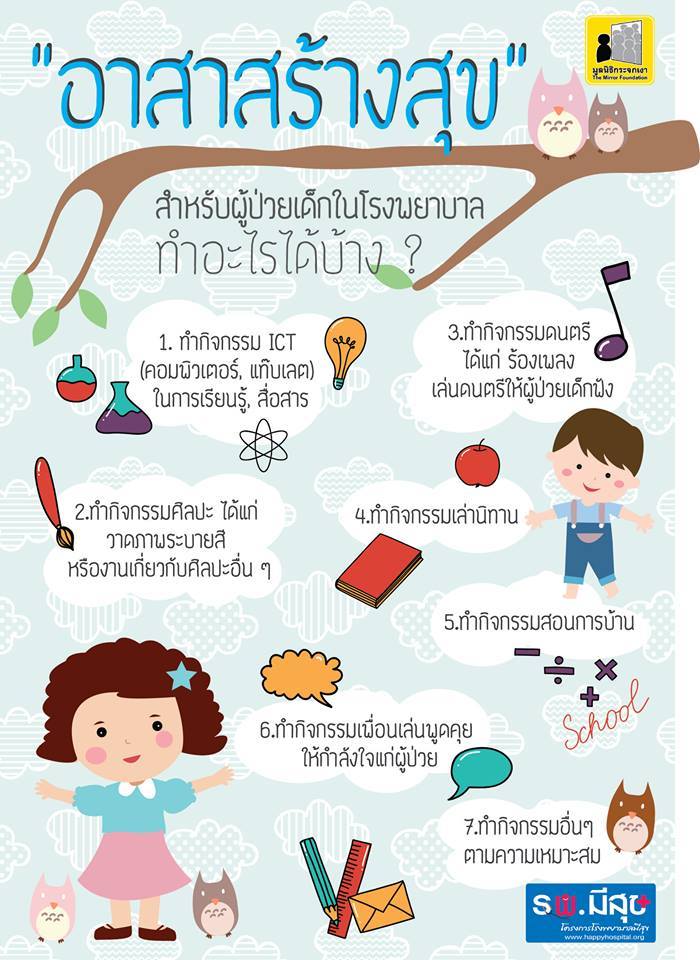 "อาสาสร้างสุข"
มูลนิธิกระจกเงา
The Mirror Foundation
สำหรับผู้ป่วยเด็กในโรงพยาบาล
ทำอะไรได้บ้าง ?
1. ทำกิจกรรม ICT
(คอมพิวเตอร์, แท๊บเลต)
ในการเรียนรู้, สื่อสาร
3.ทำกิจกรรมดนตรี
ได้แก่ ร้องเพลง
เล่นดนตรีให้ผู้ป่วยเด็กฟัง
2.ทำกิจกรรมศิลปะ ได้แก่
วาดภาพระบายสี
หรืองานเกี่ยวกับศิลปะอื่น ๆ
4.ทำกิจกรรมเล่านิทาน
5.ทำกิจกรรมสอนการบ้าน
School
6.ทำกิจกรรมเพื่อนเล่นพูดคุย
ให้กำลังใจแก่ผู้ป่วย
7.ทำกิจกรรมอื่นๆ
ตามความเหมาะสม
รพ.มีสุข
โครงการโรงพยาบาลมีสุข
www.happyhospital.org